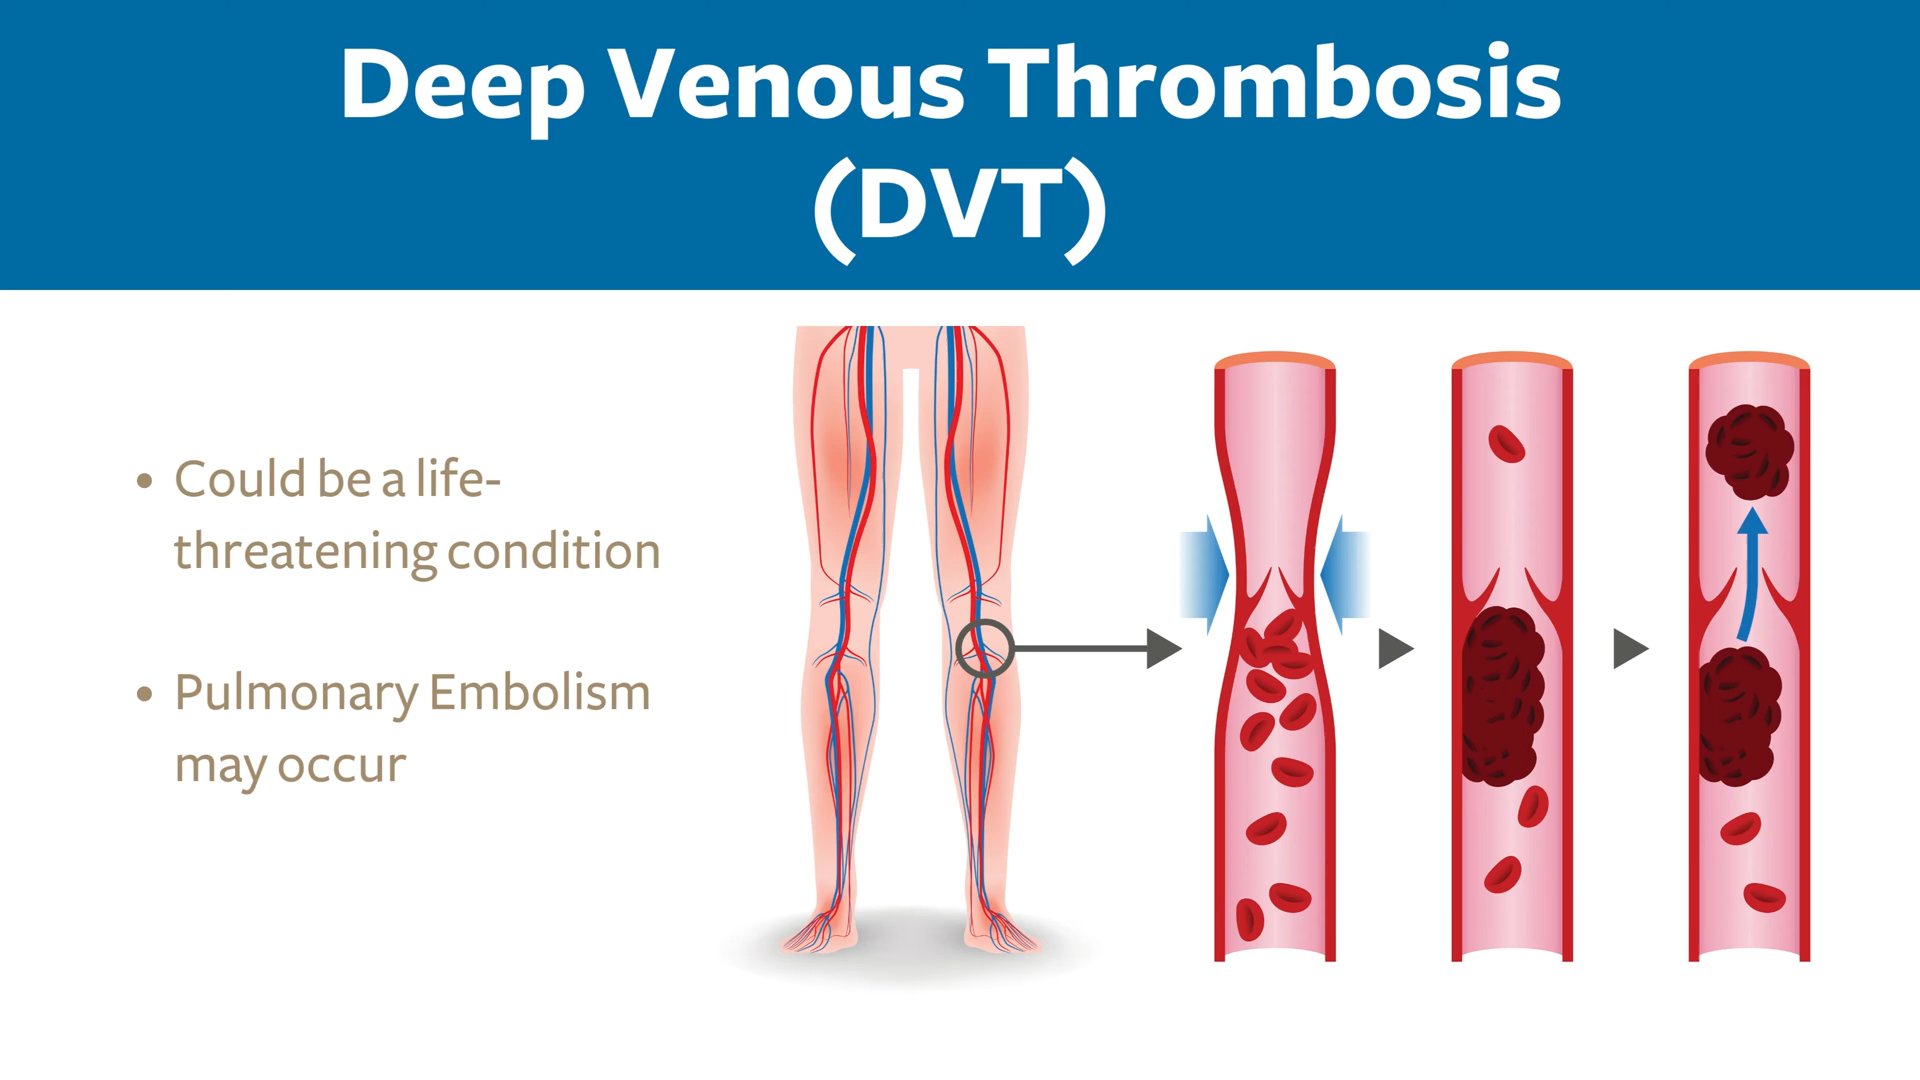 Deep Venous Thrombosis
(DVT)
• Could be a life-
threatening condition
• Pulmonary Embolism
may occur